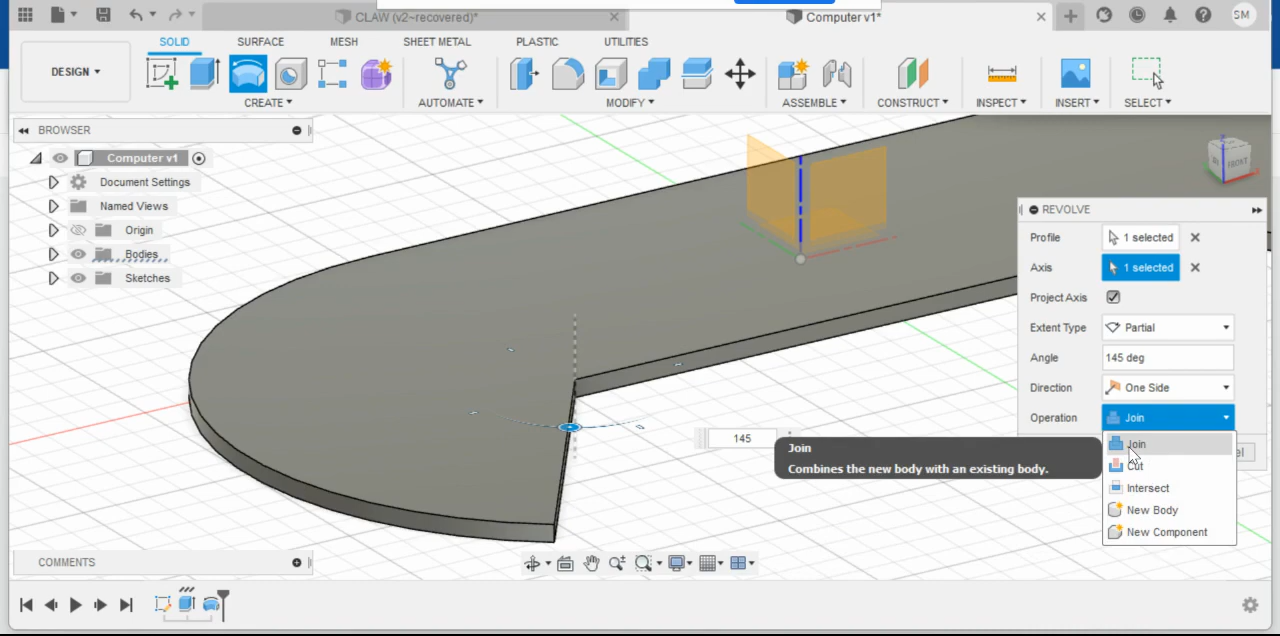 CLAW (v2~recovered)*
Computer v1*
SM
DESIGN
SOLID
SURFACE
MESH
SHEET METAL
PLASTIC
UTILITIES
CREATE
AUTOMATE
MODIFY
ASSEMBLE
CONSTRUCT
INSPECT
INSERT
SELECT
BROWSER
Computer v1
Document Settings
Named Views
Origin
Bodies
Sketches
FRONT
REVOLVE
Profile
1 selected
Axis
1 selected
Project Axis
Extent Type
Partial
Angle
145 deg
Direction
One Side
Operation
Join
145
Join
Combines the new body with an existing body.
Join
Cut
Intersect
New Body
New Component
COMMENTS